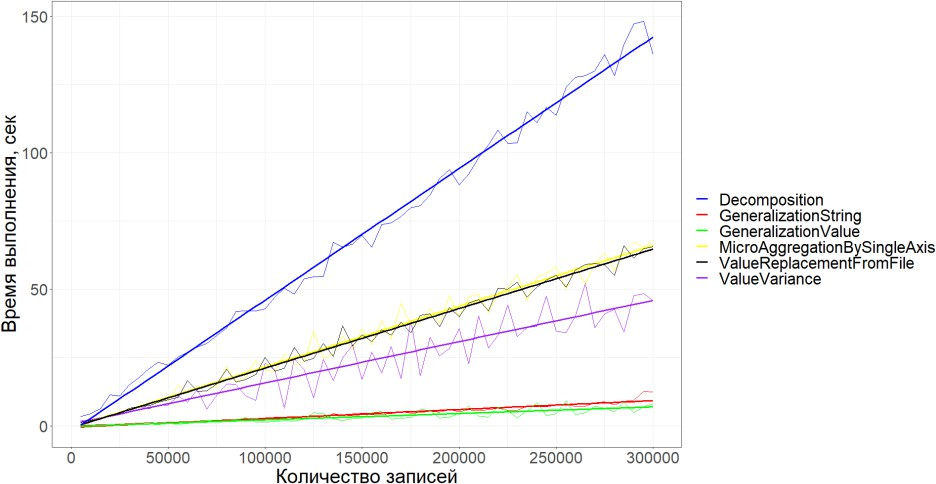 150
100
50
0
Время выполнения, сек
0
50000
100000
150000
200000
250000
300000
Количество записей
Decomposition
GeneralizationString
GeneralizationValue
MicroAggregationBySingleAxis
ValueReplacementFromFile
ValueVariance